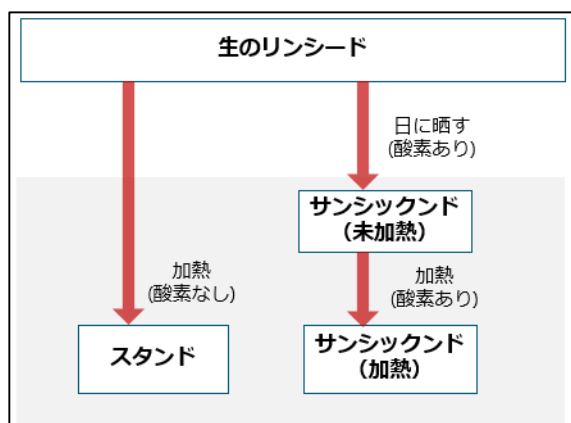 生のリンシード
日に晒す
(酸素あり)
サンシックンド
（未加熱）
加熱
(酸素なし)
加熱
(酸素あり)
スタンド
サンシックンド
（加熱）